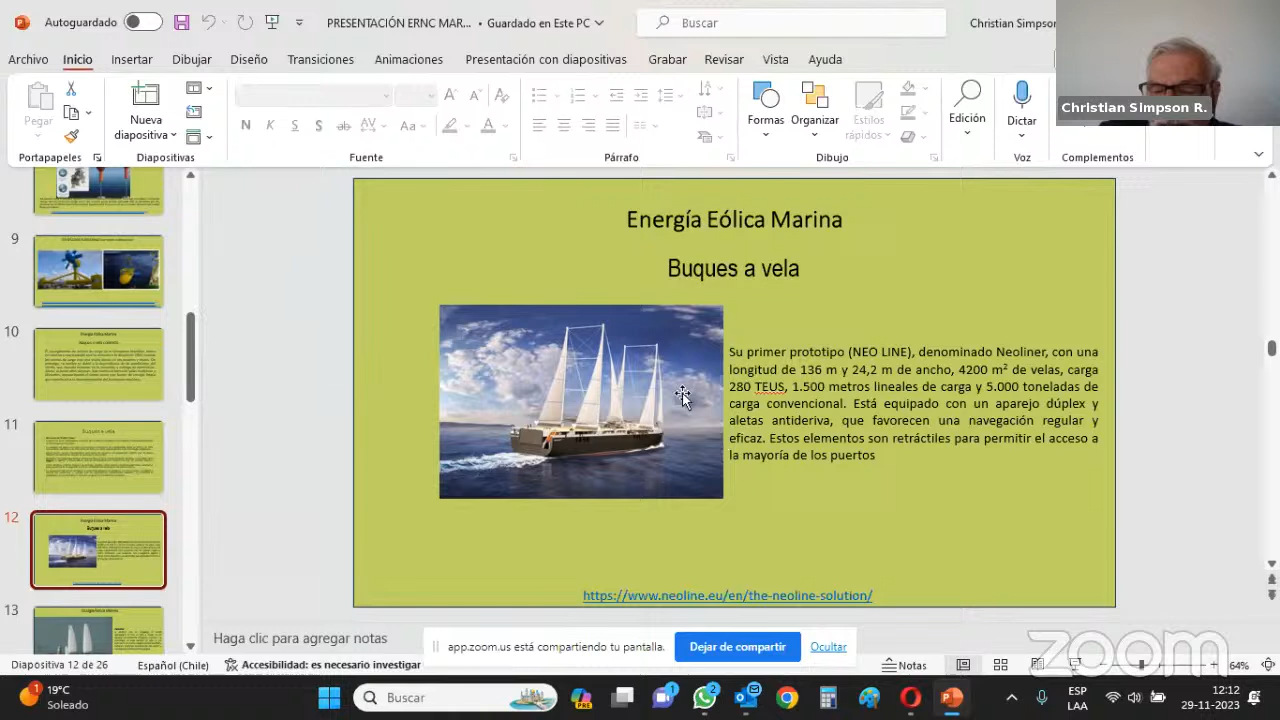 Autoguardado
PRESENTACIÓN ERNC MAR... • Guardado en Este PC
Buscar
Christian Simpson
Archivo Inicio Insertar Dibujar Diseño Transiciones Animaciones Presentación con diapositivas Grabar Revisar Vista Ayuda
Christian Simpson R.
Pegar
Nueva diapositiva
Formas Organizar Estilos rápidos
Edición
Dictar
N K S
Aa
Portapapeles Diapositivas Fuente Párrafo Dibujo Voz Complementos
9
10
11
12
13
Energía Eólica Marina
Buques a vela
Su primer prototipo (NEO LINE), denominado Neoliner, con una
longitud de 136 m y 24,2 m de ancho, 4200 m² de velas, carga
280 TEUS, 1.500 metros lineales de carga y 5.000 toneladas de
carga convencional. Está equipado con un aparejo dúplex y
aletas antideriva, que favorecen una navegación regular y
eficaz. Estos elementos son retráctiles para permitir el acceso a
la mayoría de los puertos
https://www.neoline.eu/en/the-neoline-solution/
Haga clic para agregar notas
app.zoom.us está compartiendo tu pantalla.
Dejar de compartir
Ocultar
zoom
Diapositiva 12 de 26
Español (Chile)
Accesibilidad: es necesario investigar
Notas
64%
1
19°C
Soleado
Buscar
PRE
1
2
ESP
LAA
12:12
29-11-2023